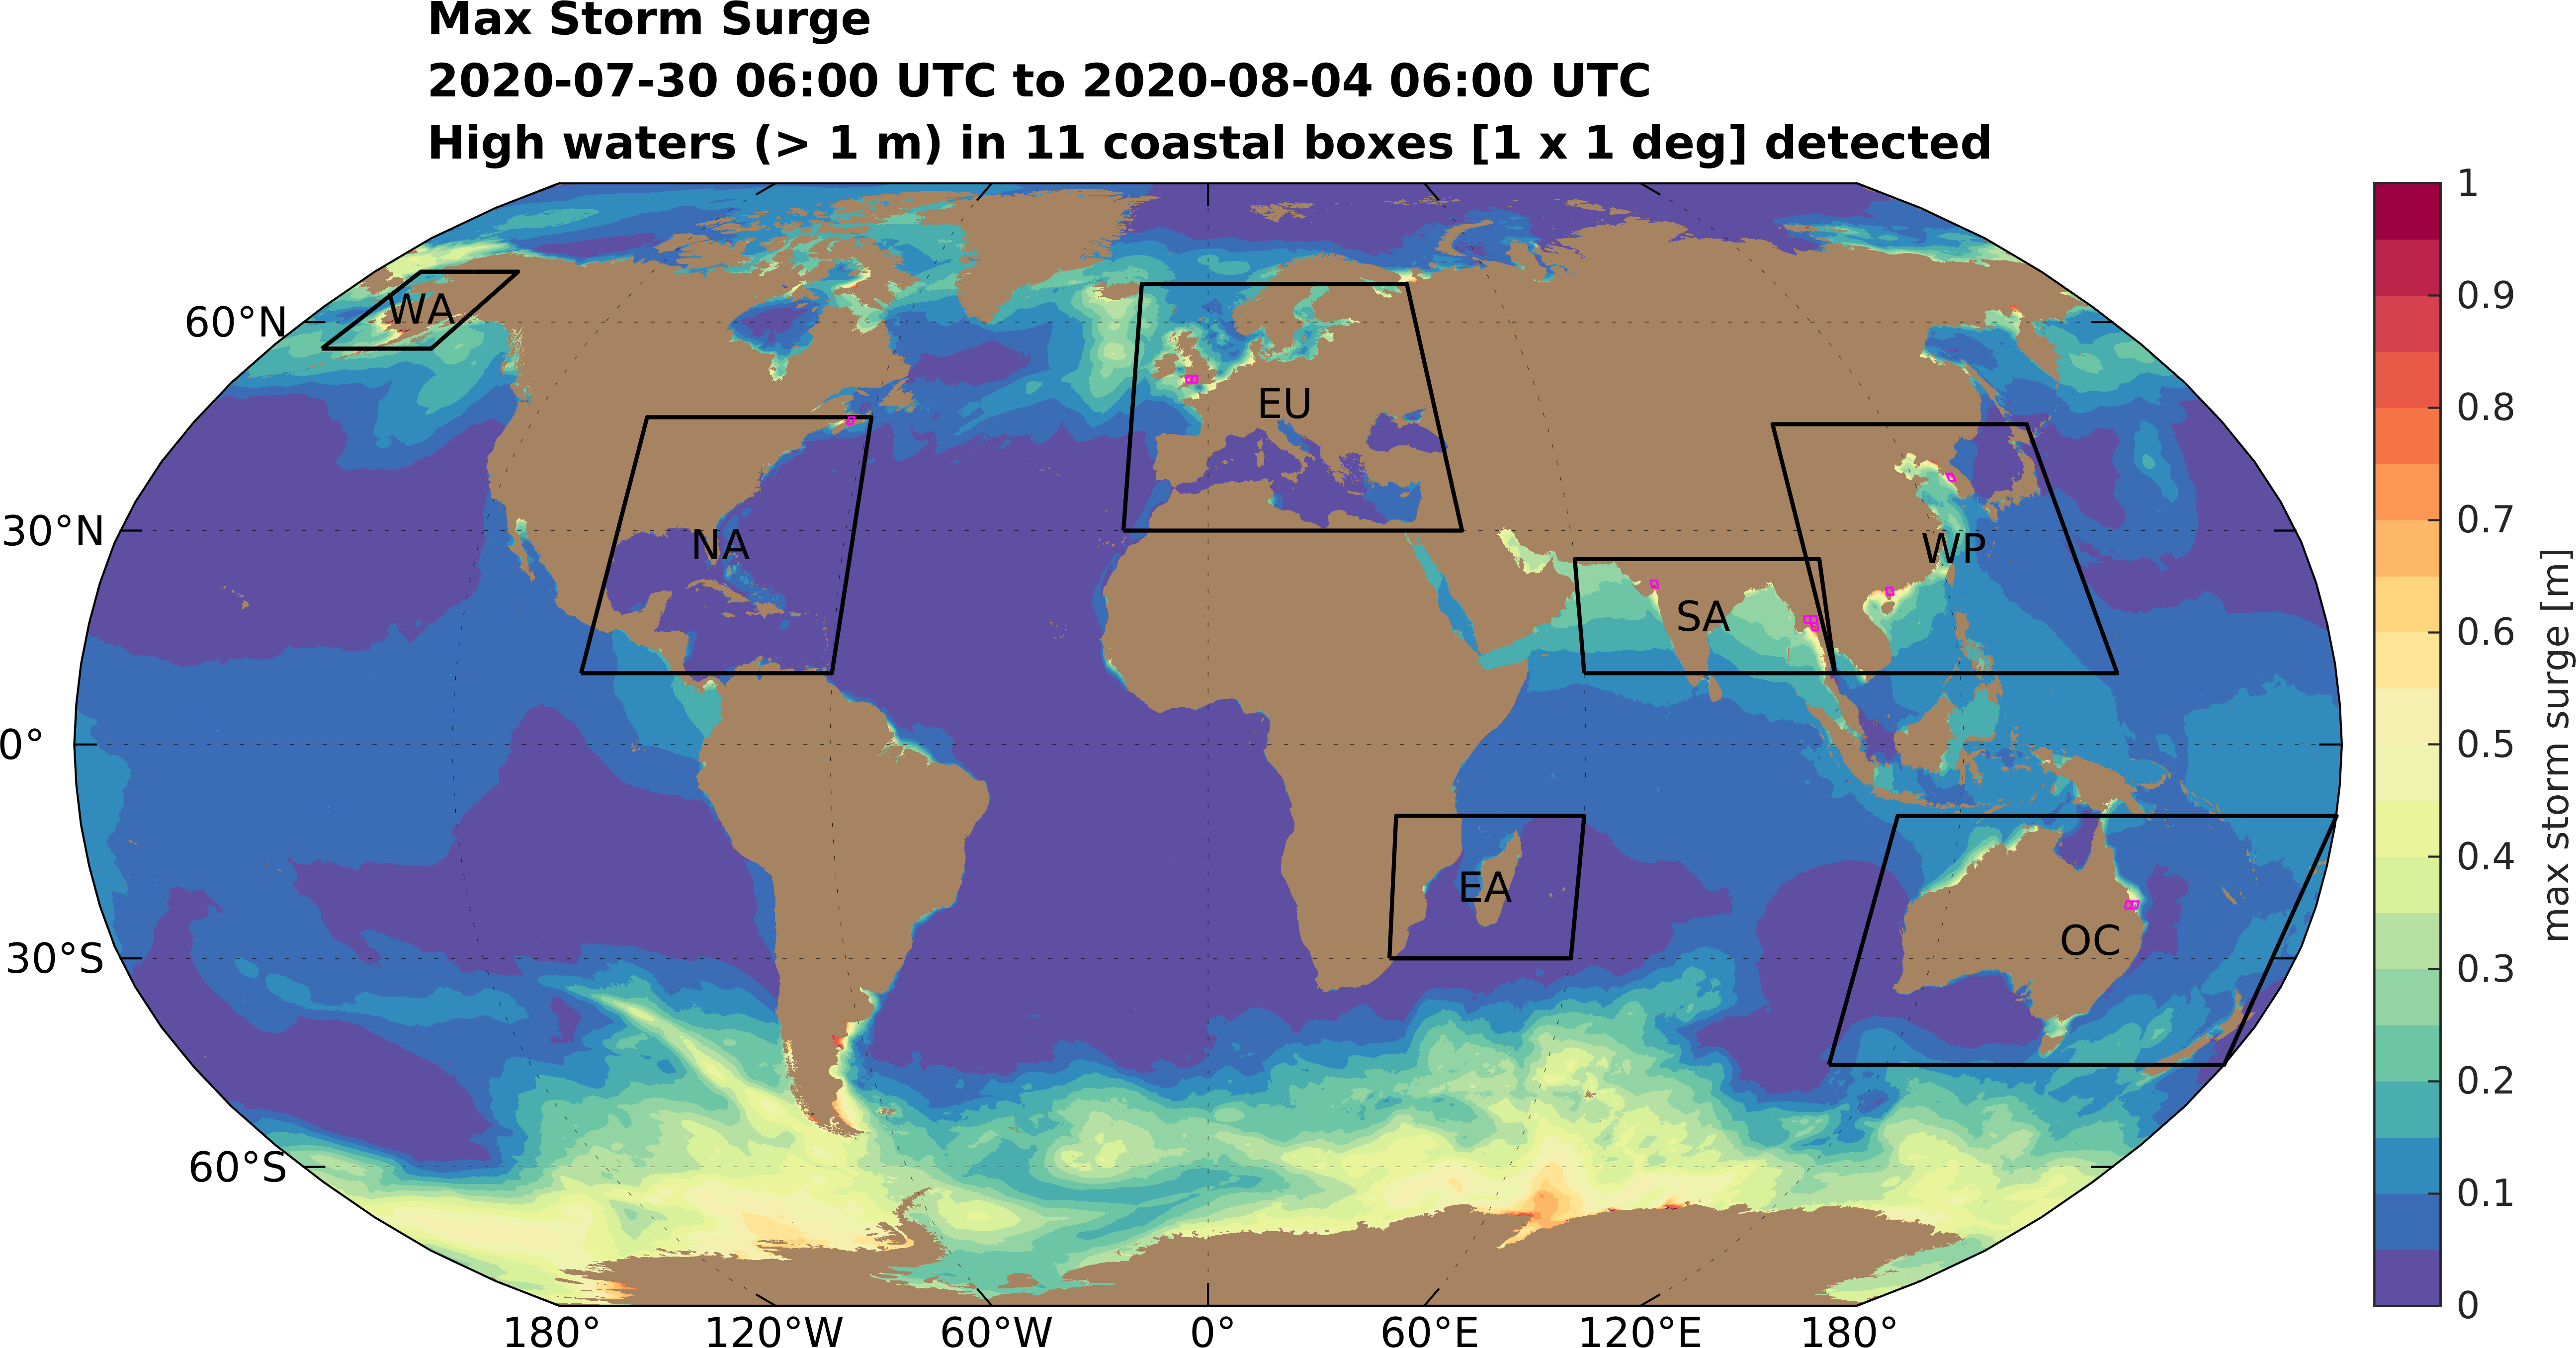 Max Storm Surge
2020-07-30 06:00 UTC to 2020-08-04 06:00 UTC
High waters (> 1 m) in 11 coastal boxes [1 x 1 deg] detected
60°N
30°N
0°
30°S
60°S
WA
NA
EU
SA
WP
EA
OC
180°
120°W
60°W
0°
60°E
120°E
180°
1
0.9
0.8
0.7
0.6
0.5
0.4
0.3
0.2
0.1
0
max storm surge [m]